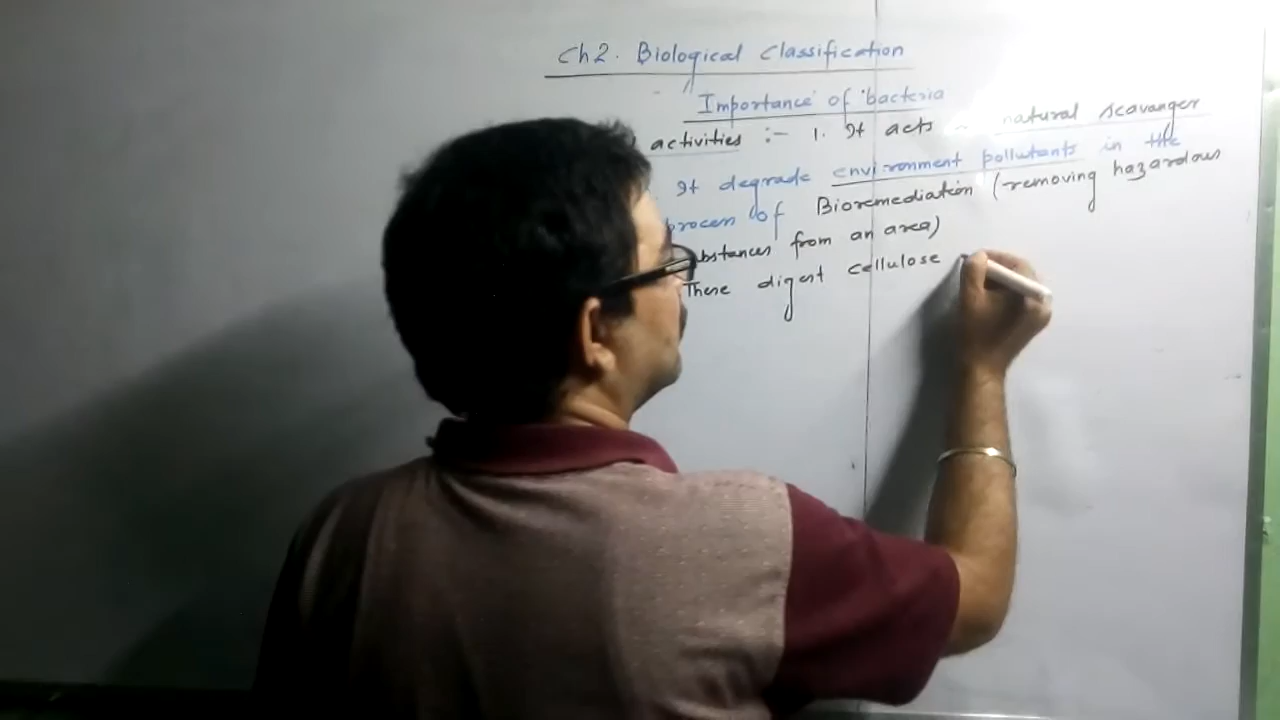 Ch2. Biological Classification
Importance of bacteria
activities :- 1. It acts natural scavanger
It degrade environment pollutants in the
process of Bioremediation (removing hazardous
substances from an area)
These digest cellulose